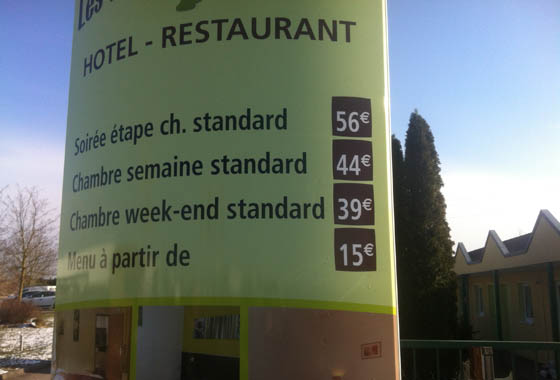 Les
HOTEL - RESTAURANT
Soirée étape ch. standard 56€
Chambre semaine standard 44€
Chambre week-end standard 39€
Menu à partir de 15€